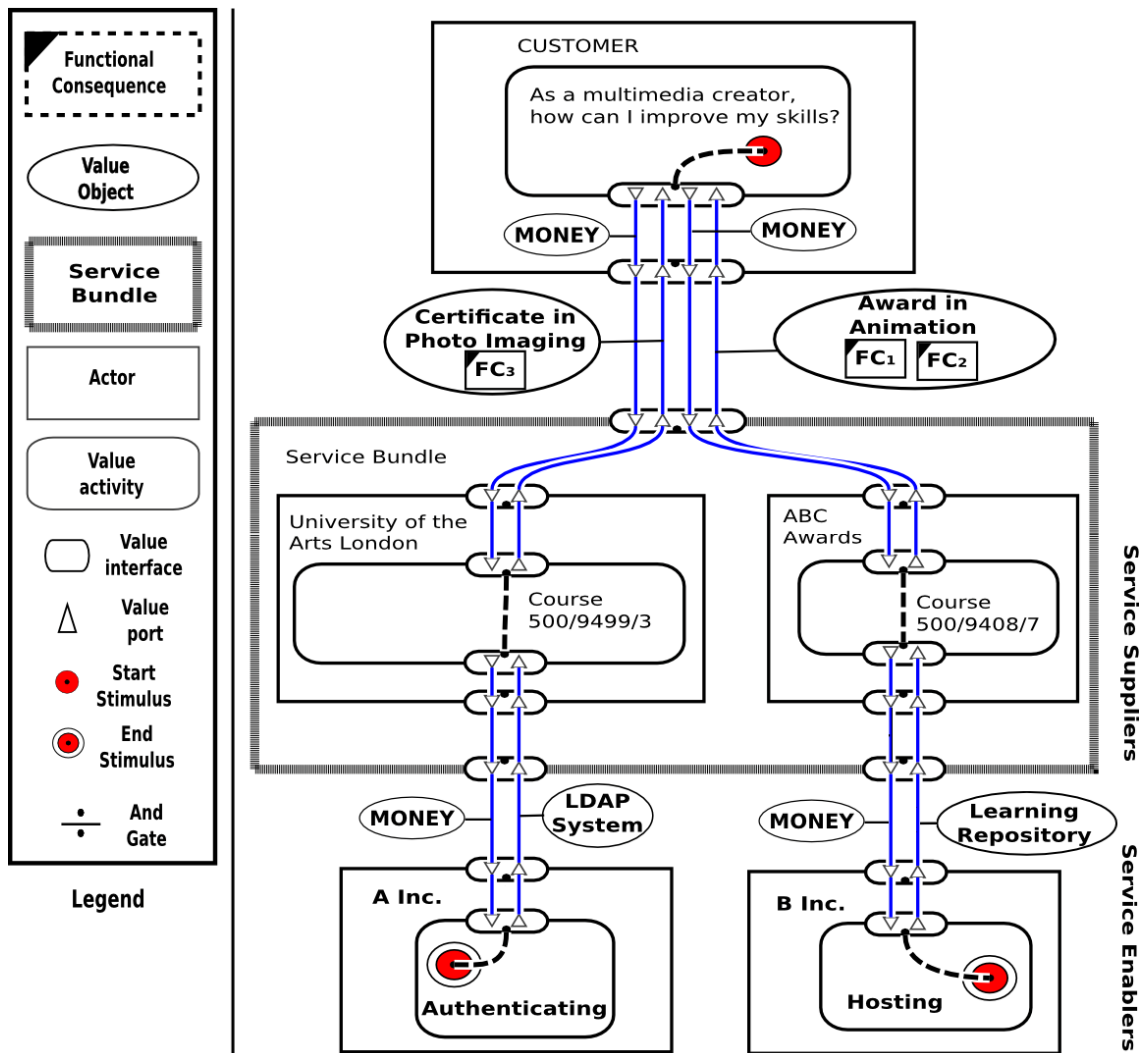 Functional
Consequence
Value
Object
Service
Bundle
Actor
Value
activity
Value
interface
Value
port
Start
Stimulus
End
Stimulus
And
Gate
Legend
CUSTOMER
As a multimedia creator,
how can I improve my skills?
MONEY
MONEY
Certificate in
Photo Imaging
FC₃
Award in
Animation
FC₁
FC₂
Service Bundle
University of the
Arts London
Course
500/9499/3
ABC
Awards
Course
500/9408/7
Service Suppliers
MONEY
LDAP
System
MONEY
Learning
Repository
A Inc.
Authenticating
B Inc.
Hosting
Service Enablers